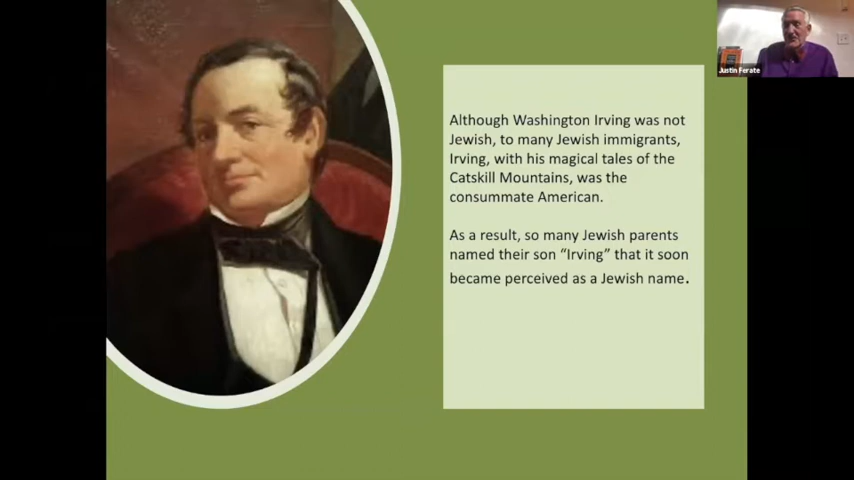 Justin Ferate
Although Washington Irving was not
Jewish, to many Jewish immigrants,
Irving, with his magical tales of the
Catskill Mountains, was the
consummate American.
As a result, so many Jewish parents
named their son “Irving” that it soon
became perceived as a Jewish name.